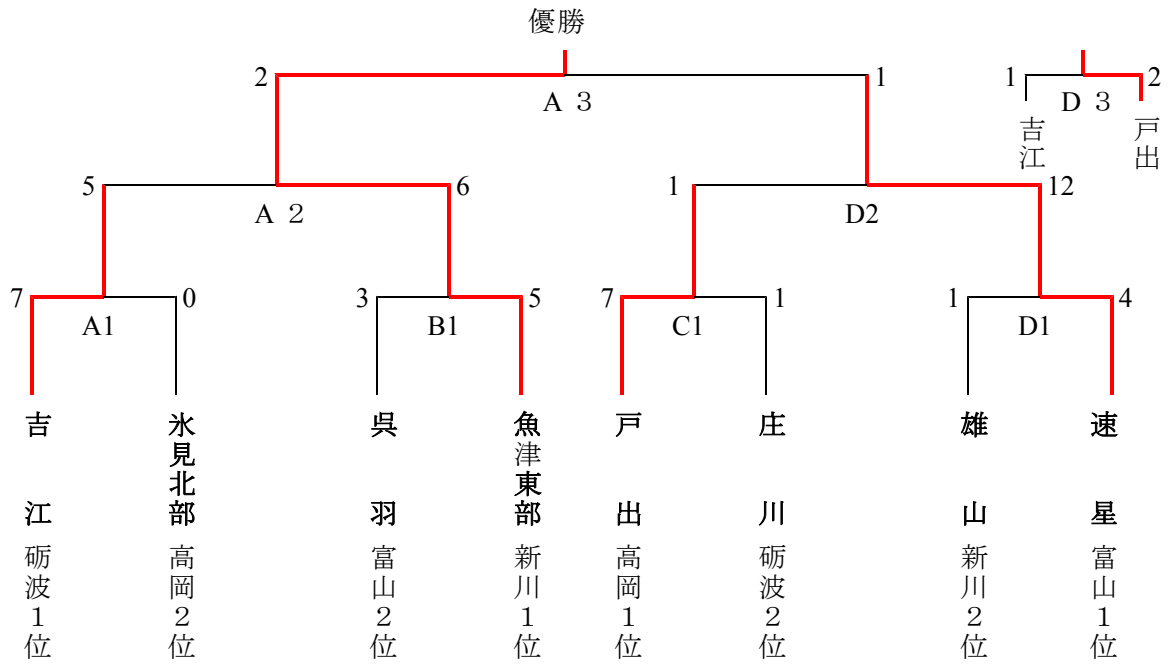 優勝
2
1
A ３
1
2
D ３
吉江
戸出
5
6
A ２
1
12
D2
7
0
A1
3
5
B1
7
1
C1
1
4
D1
吉江
氷見北部
呉羽
魚津東部
戸出
庄川
雄山
速星
砺波１位
高岡２位
富山２位
新川１位
高岡１位
砺波２位
新川２位
富山１位